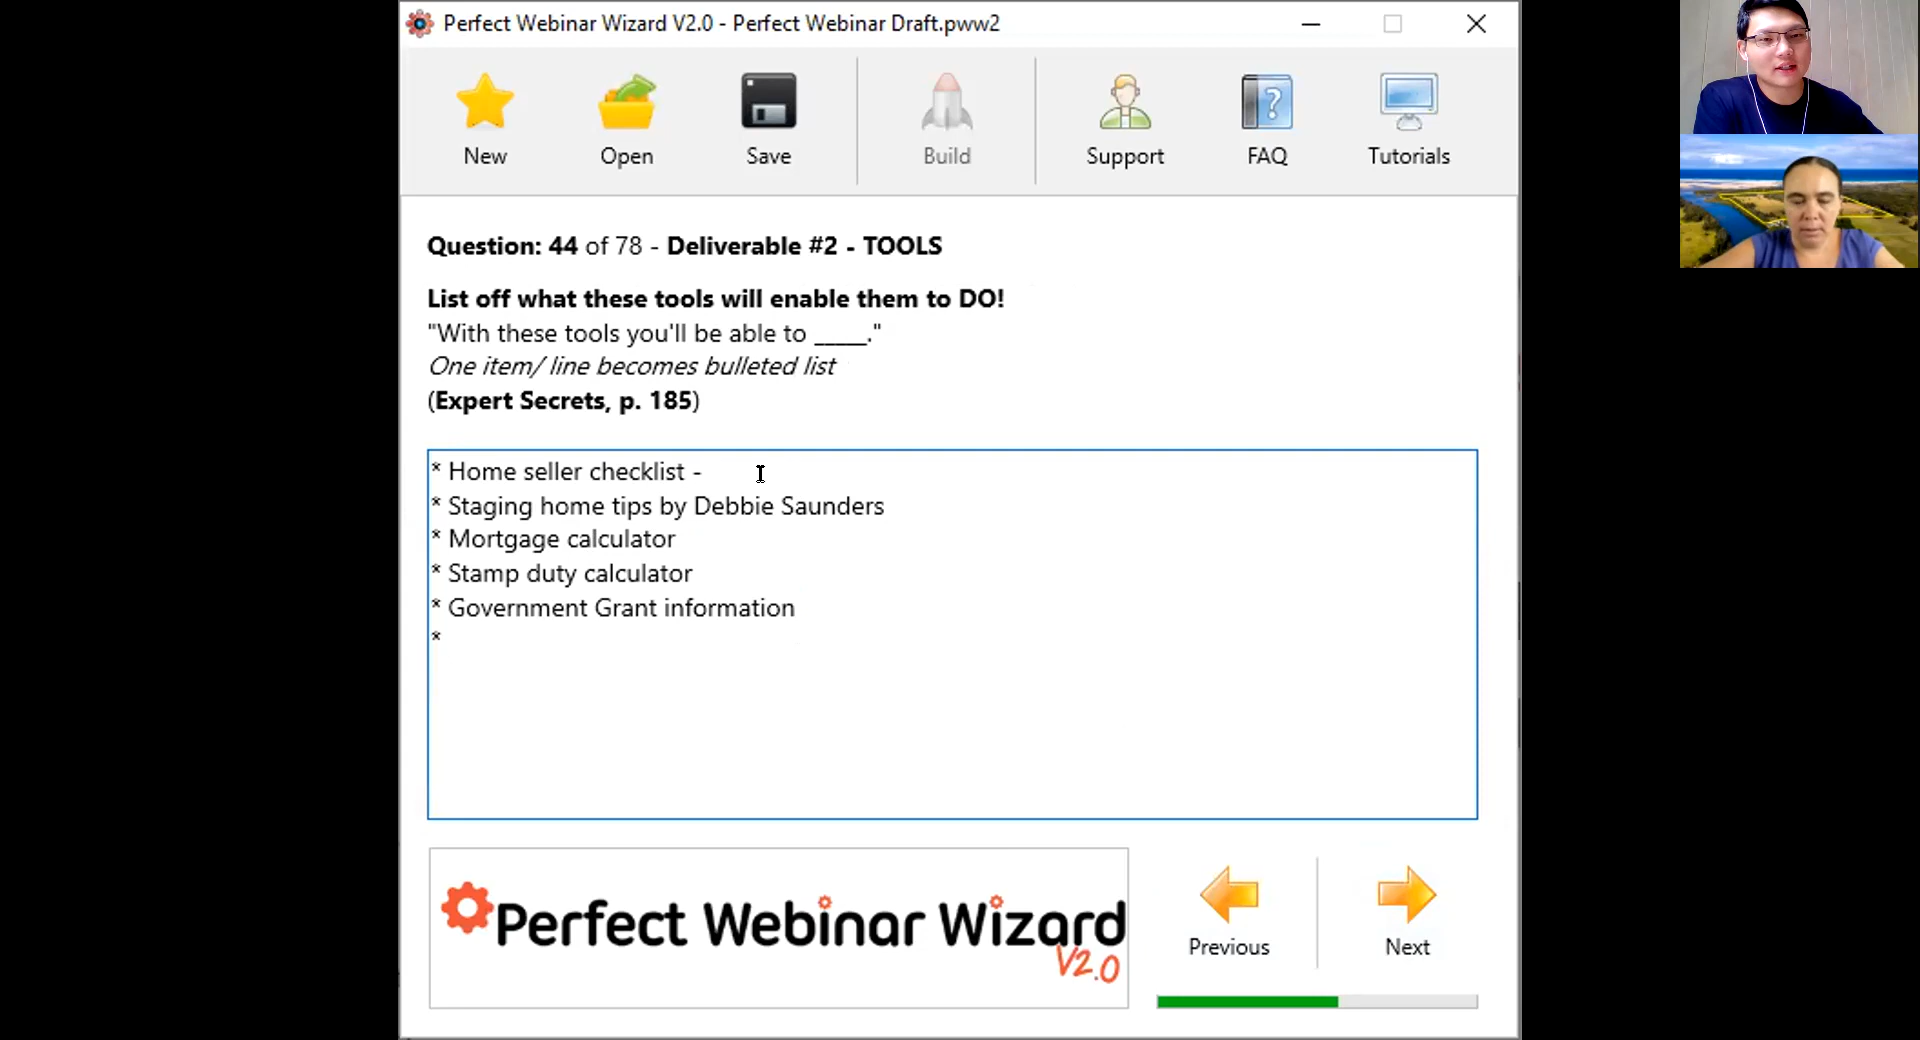 Perfect Webinar Wizard V2.0 - Perfect Webinar Draft.pww2
New Open Save Build Support FAQ Tutorials
Question: 44 of 78 - Deliverable #2 - TOOLS
List off what these tools will enable them to DO!
"With these tools you'll be able to _____."
One item/ line becomes bulleted list
(Expert Secrets, p. 185)
* Home seller checklist -
* Staging home tips by Debbie Saunders
* Mortgage calculator
* Stamp duty calculator
* Government Grant information
*
Perfect Webinar Wizard
V2.0
Previous Next